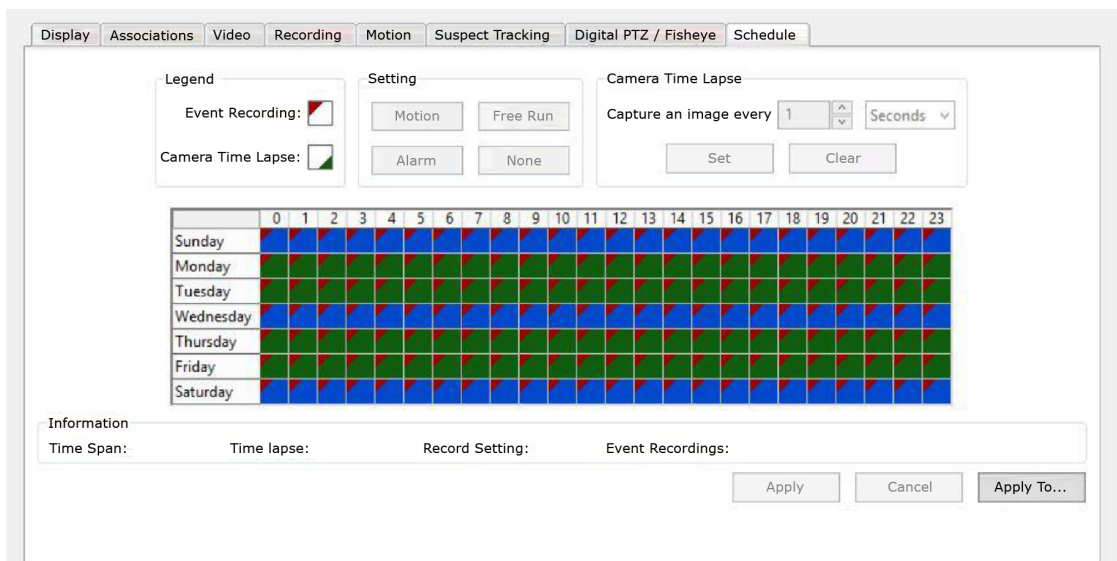 Display Associations Video Recording Motion Suspect Tracking Digital PTZ / Fisheye Schedule
Legend
Event Recording:
Camera Time Lapse:
Setting
Motion Free Run
Alarm None
Camera Time Lapse
Capture an image every 1 Seconds
Set Clear
0 1 2 3 4 5 6 7 8 9 10 11 12 13 14 15 16 17 18 19 20 21 22 23
Sunday
Monday
Tuesday
Wednesday
Thursday
Friday
Saturday
Information
Time Span: Time lapse: Record Setting: Event Recordings:
Apply Cancel Apply To...